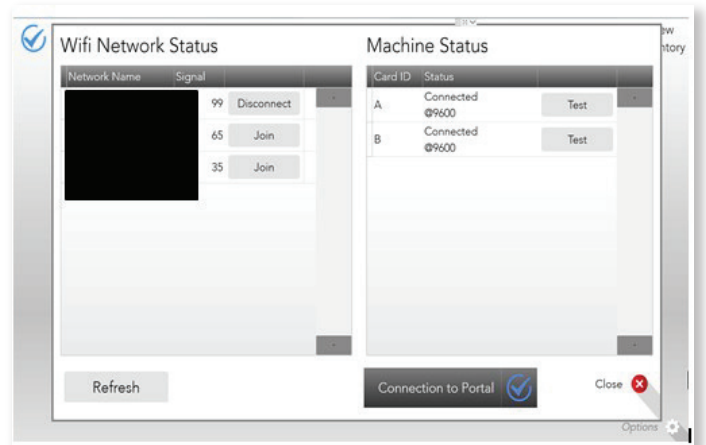 Wifi Network Status
Machine Status
Network Name Signal
Card ID Status
99 Disconnect
A Connected @9600 Test
65 Join
B Connected @9600 Test
35 Join
Refresh
Connection to Portal
Close
Options